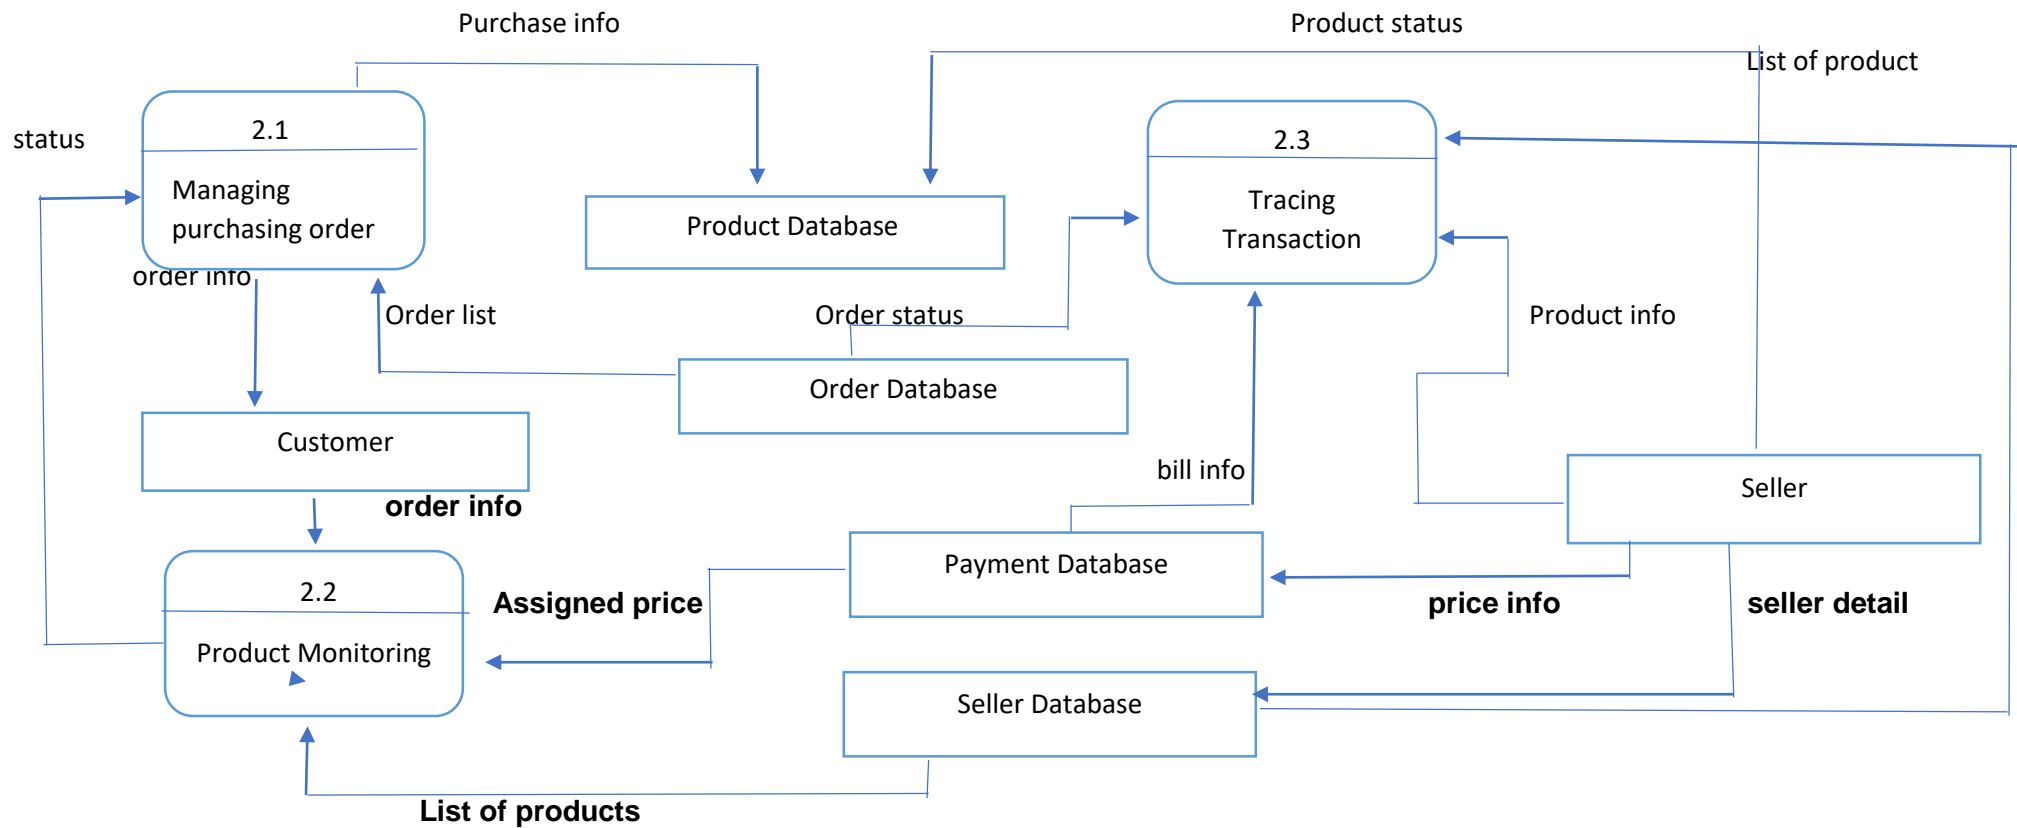 Purchase info
Product status
List of product
status
2.1
2.3
Managing
purchasing order
Tracing
Transaction
Product Database
order info
Order list
Order status
Product info
Order Database
Customer
bill info
Seller
order info
Payment Database
2.2
Assigned price
price info
seller detail
Product Monitoring
Seller Database
List of products